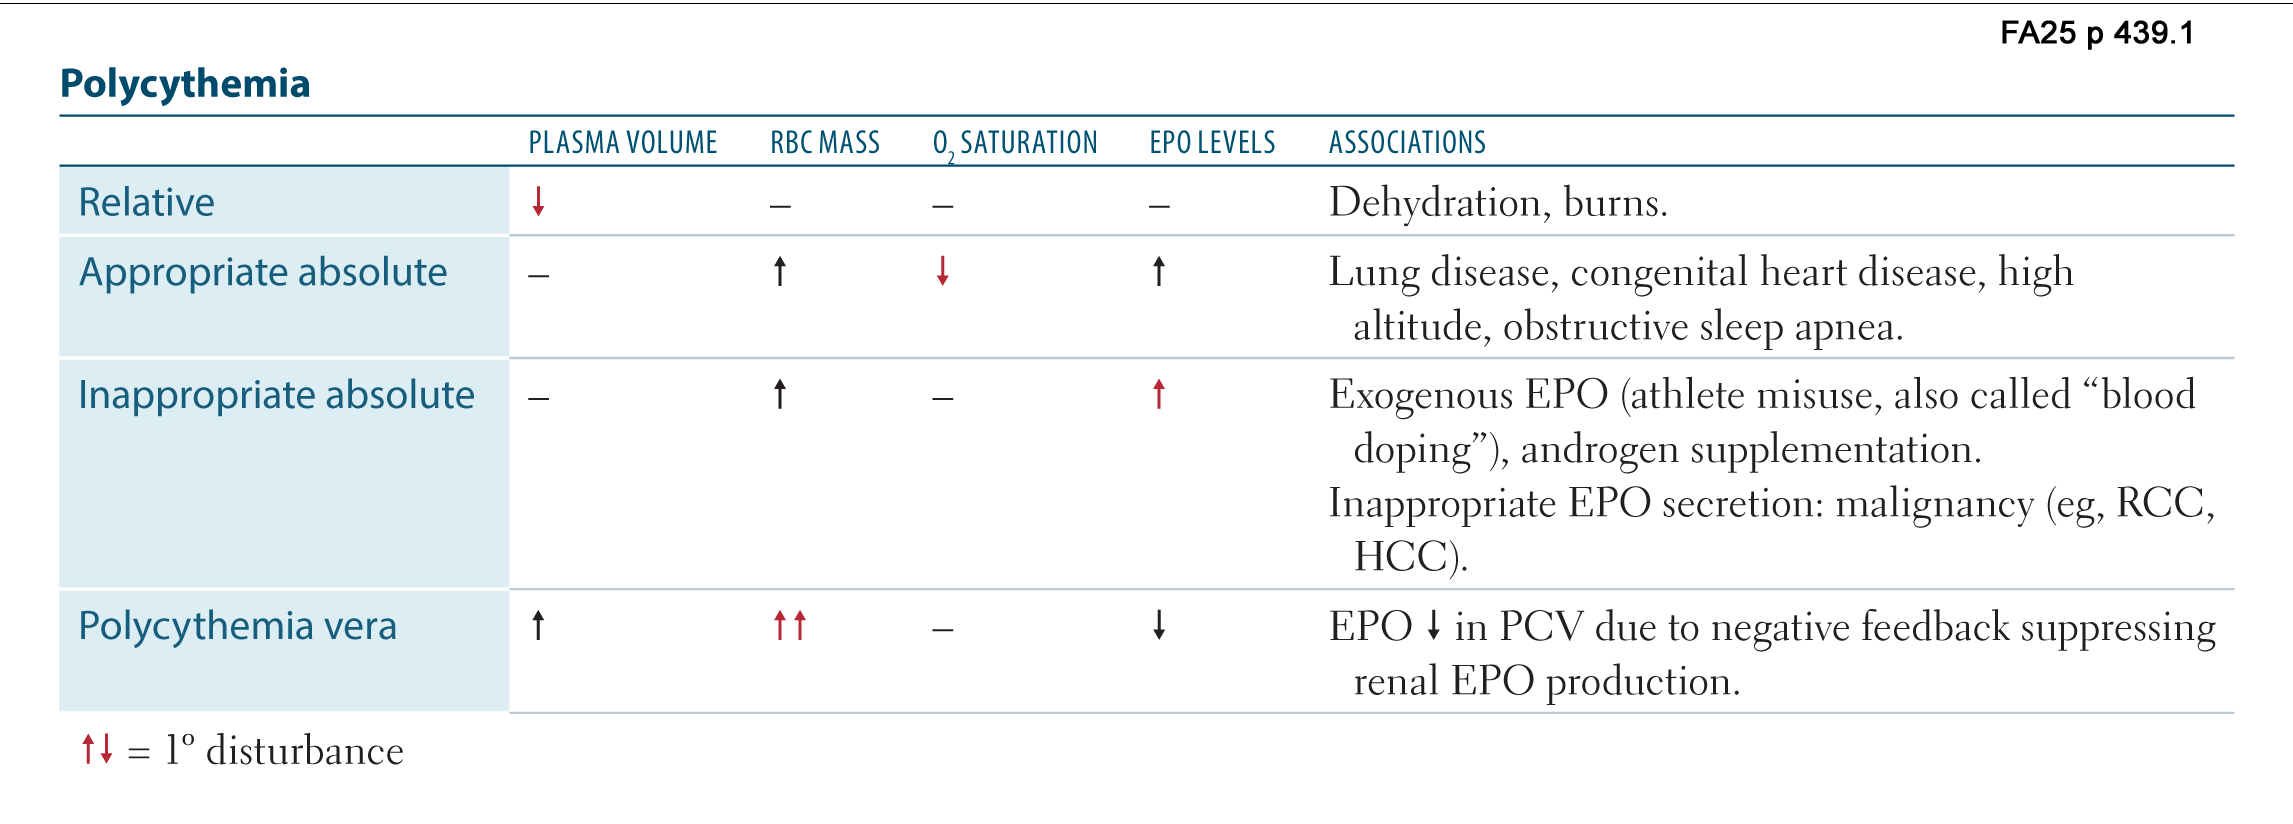 FA25 p 439.1
Polycythemia
PLASMA VOLUME RBC MASS O₂ SATURATION EPO LEVELS ASSOCIATIONS
Relative ↓ – – – Dehydration, burns.
Appropriate absolute – ↑ ↓ ↑ Lung disease, congenital heart disease, high
altitude, obstructive sleep apnea.
Inappropriate absolute – ↑ – ↑ Exogenous EPO (athlete misuse, also called “blood
doping”), androgen supplementation.
Inappropriate EPO secretion: malignancy (eg, RCC,
HCC).
Polycythemia vera ↑ ↑↑ – ↓ EPO ↓ in PCV due to negative feedback suppressing
renal EPO production.
↑↓ = 1º disturbance